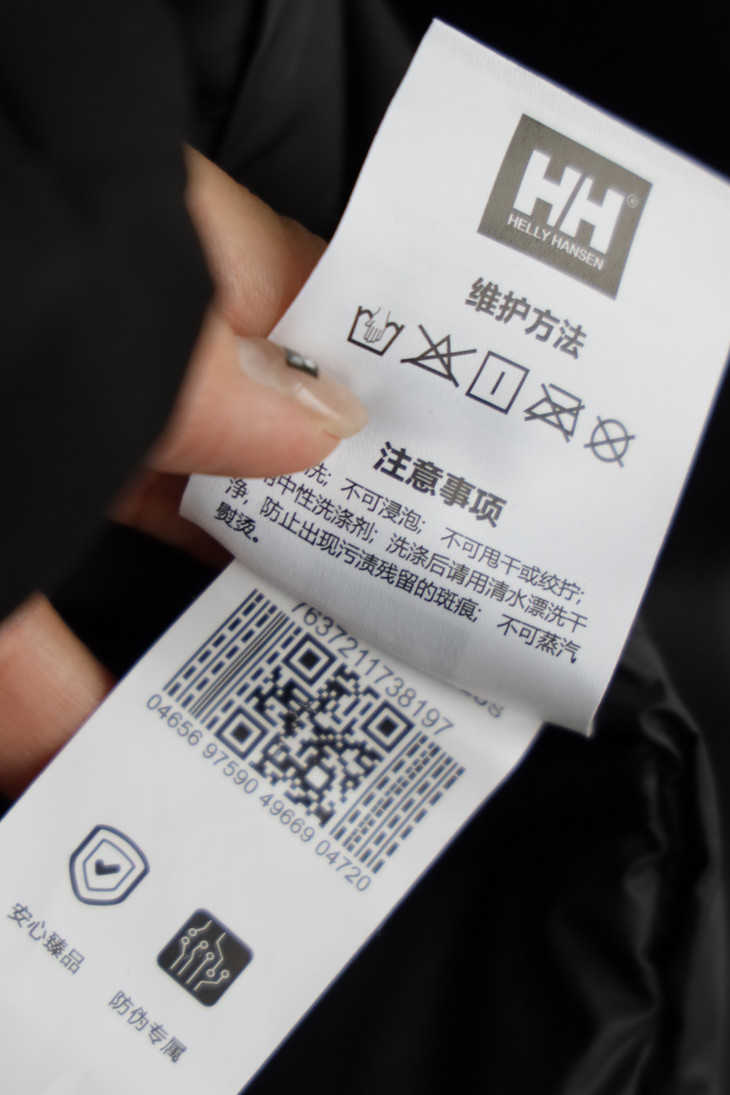 HH®
HELLY HANSEN
维护方法
注意事项
洗; 不可浸泡; 不可甩干或绞拧;
用中性洗涤剂; 洗涤后请用清水漂洗干
净, 防止出现污渍残留的斑痕; 不可蒸汽
熨烫。
7637211738197
04656 97590 49669 04720
安心臻品
防伪专属